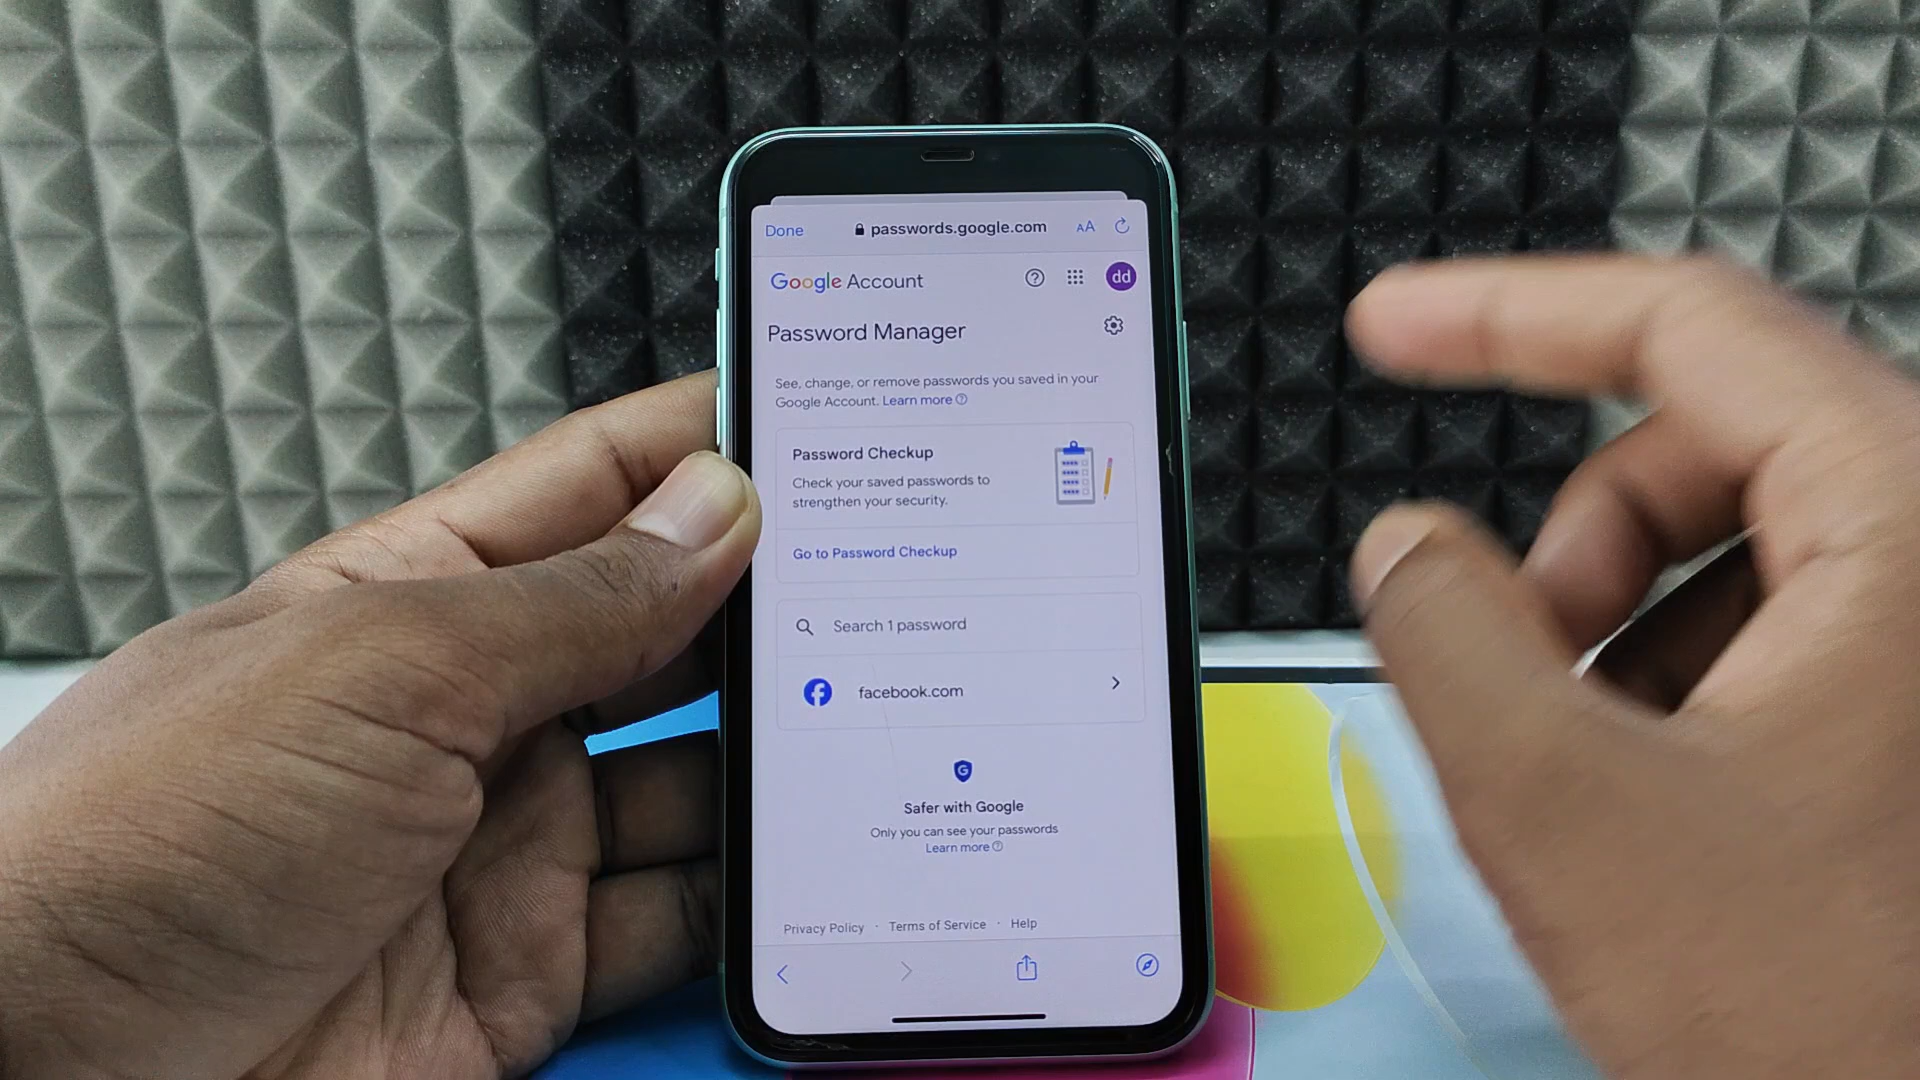 Done passwords.google.com AA
Google Account dd
Password Manager
See, change, or remove passwords you saved in your
Google Account. Learn more
Password Checkup
Check your saved passwords to
strengthen your security.
Go to Password Checkup
Search 1 password
facebook.com
G
Safer with Google
Only you can see your passwords
Learn more
Privacy Policy · Terms of Service · Help